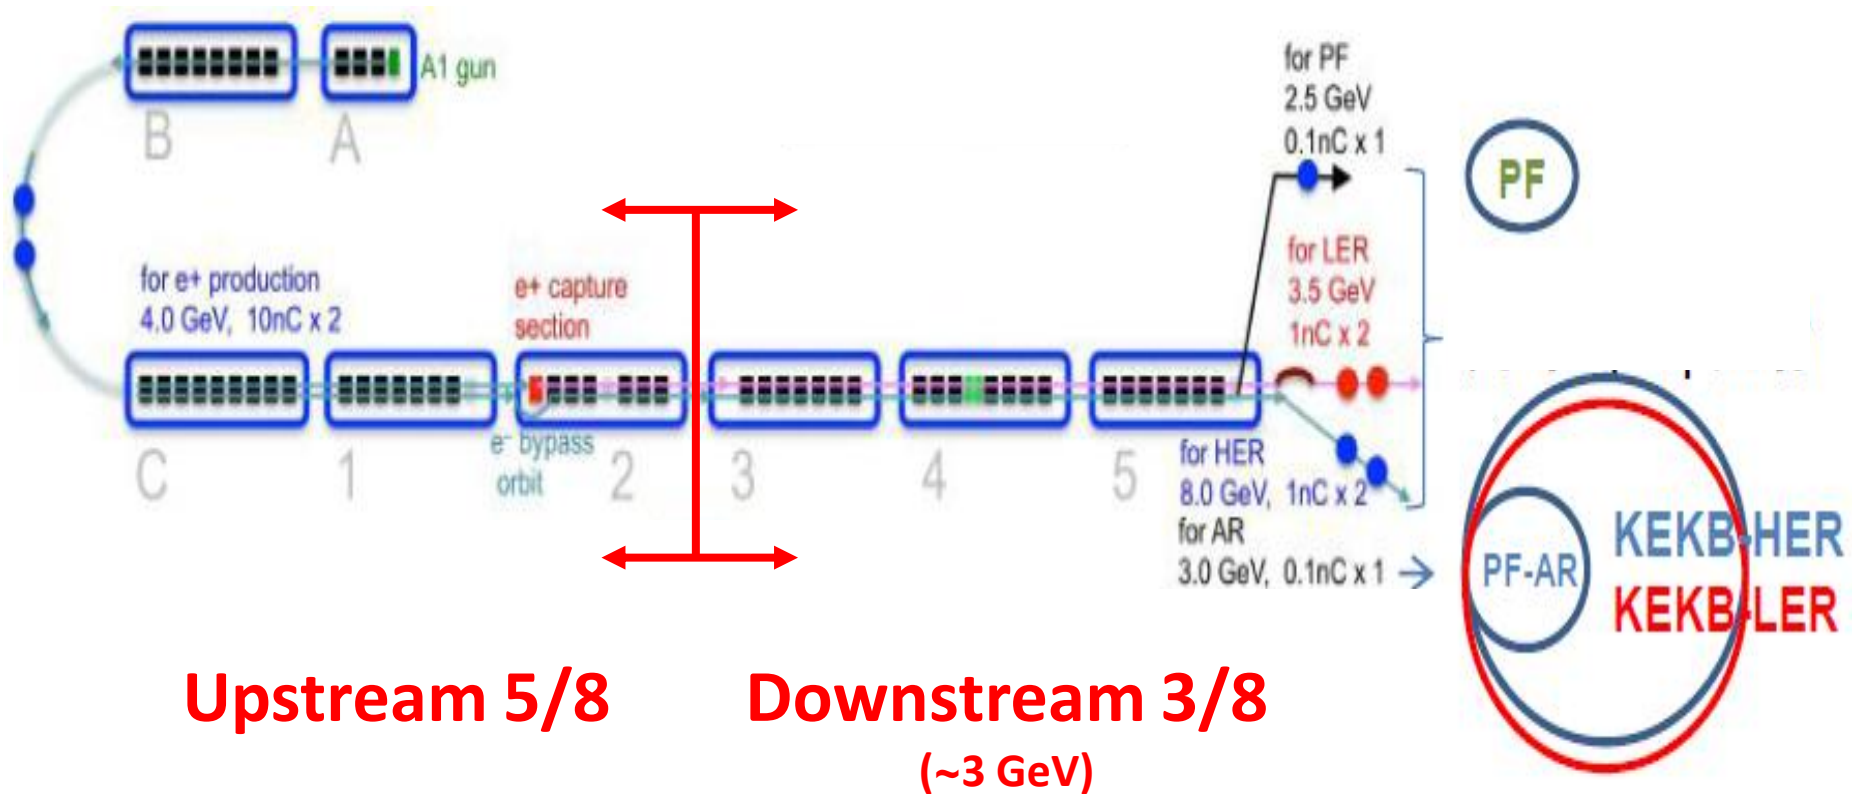 A1 gun
B
A
for PF
2.5 GeV
0.1nC x 1
PF
for e+ production
4.0 GeV, 10nC x 2
e+ capture
section
for LER
3.5 GeV
1nC x 2
e⁻ bypass
orbit
C
1
2
3
4
5
for HER
8.0 GeV, 1nC x 2
for AR
3.0 GeV, 0.1nC x 1
PF-AR
KEKB-HER
KEKB-LER
Upstream 5/8
Downstream 3/8
(~3 GeV)